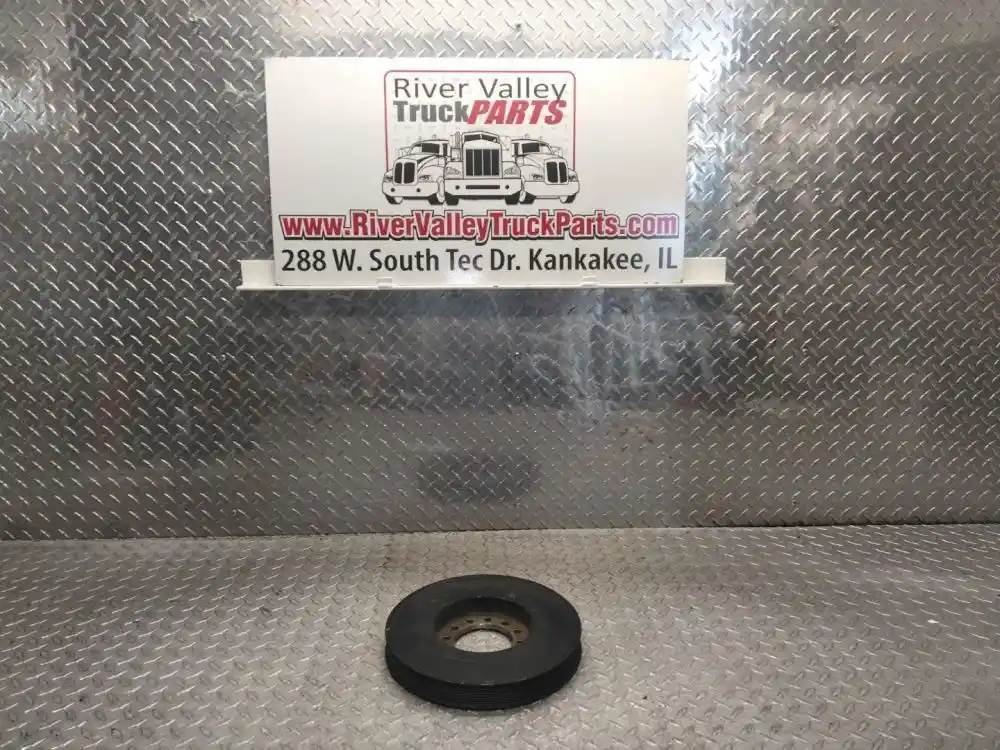 River Valley
TruckPARTS
www.RiverValleyTruckParts.com
288 W. South Tec Dr. Kankakee, IL